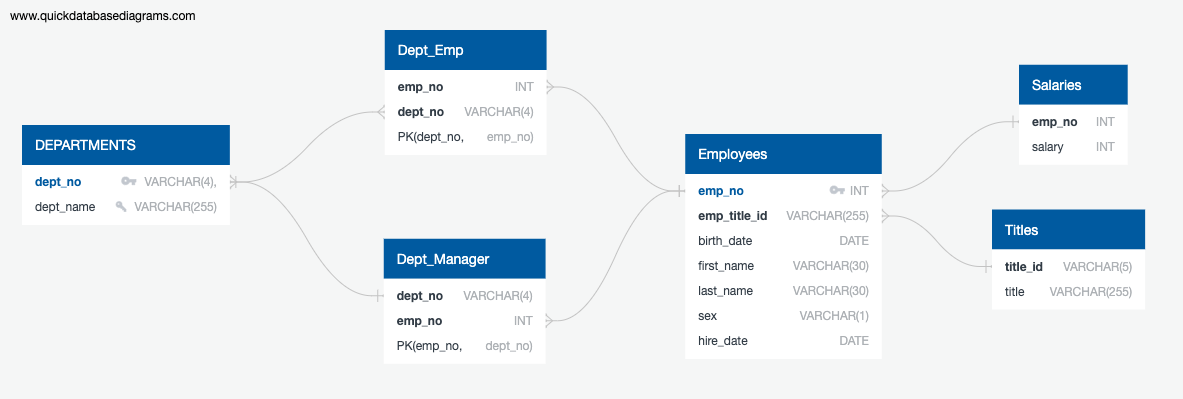 www.quickdatabasediagrams.com
DEPARTMENTS
dept_no VARCHAR(4),
dept_name VARCHAR(255)
Dept_Emp
emp_no INT
dept_no VARCHAR(4)
PK(dept_no, emp_no)
Dept_Manager
dept_no VARCHAR(4)
emp_no INT
PK(emp_no, dept_no)
Employees
emp_no INT
emp_title_id VARCHAR(255)
birth_date DATE
first_name VARCHAR(30)
last_name VARCHAR(30)
sex VARCHAR(1)
hire_date DATE
Salaries
emp_no INT
salary INT
Titles
title_id VARCHAR(5)
title VARCHAR(255)